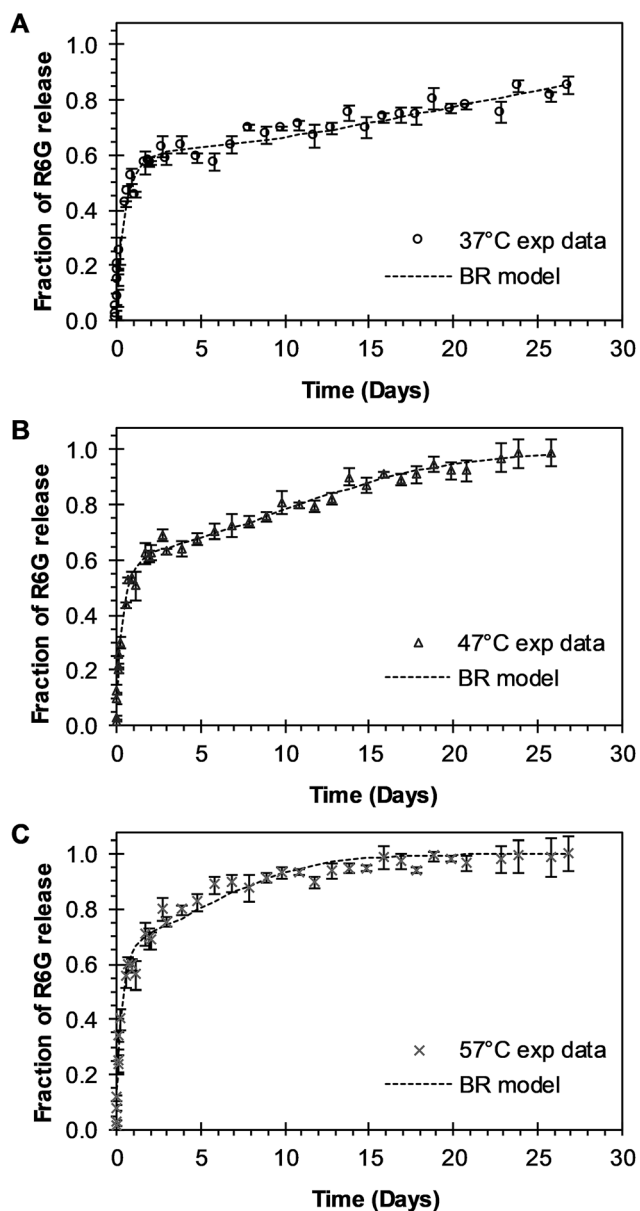 A
Fraction of R6G release
1.0
0.8
0.6
0.4
0.2
0.0
37°C exp data
BR model
0 5 10 15 20 25 30
Time (Days)
B
Fraction of R6G release
1.0
0.8
0.6
0.4
0.2
0.0
47°C exp data
BR model
0 5 10 15 20 25 30
Time (Days)
C
Fraction of R6G release
1.0
0.8
0.6
0.4
0.2
0.0
57°C exp data
BR model
0 5 10 15 20 25 30
Time (Days)